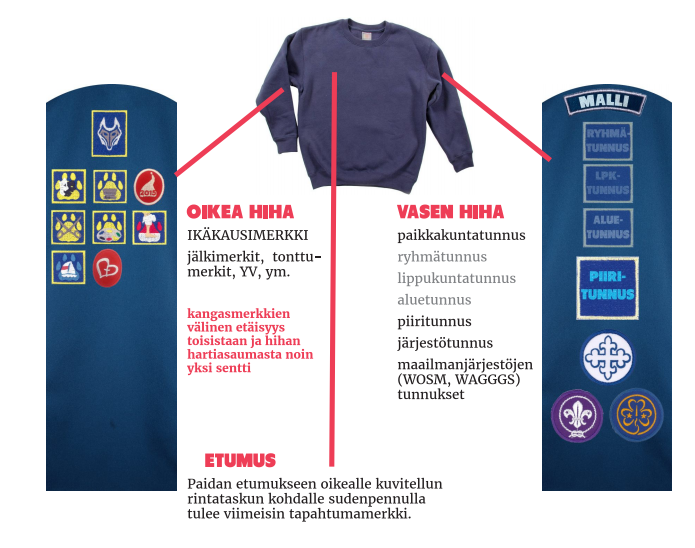 MALLI
RYHMÄ-
TUNNUS
LPK-
TUNNUS
ALUE-
TUNNUS
PIIRI-
TUNNUS
2015
OIKEA HIHA
IKÄKAUSIMERKKI
jälkimerkit, tonttu-
merkit, YV, ym.
kangasmerkkien
välinen etäisyys
toisistaan ja hihan
hartiasaumasta noin
yksi sentti
VASEN HIHA
paikkakuntatunnus
ryhmätunnus
lippukuntatunnus
aluetunnus
piiritunnus
järjestötunnus
maailmanjärjestöjen
(WOSM, WAGGGS)
tunnukset
ETUMUS
Paidan etumukseen oikealle kuvitellun
rintataskun kohdalle sudenpennulla
tulee viimeisin tapahtumamerkki.